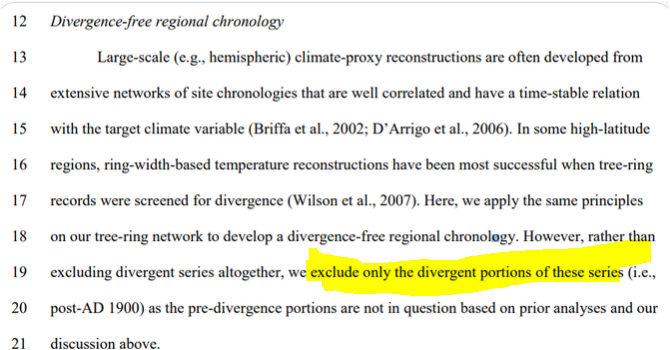 12 Divergence-free regional chronology
13 Large-scale (e.g., hemispheric) climate-proxy reconstructions are often developed from
14 extensive networks of site chronologies that are well correlated and have a time-stable relation
15 with the target climate variable (Briffa et al., 2002; D’Arrigo et al., 2006). In some high-latitude
16 regions, ring-width-based temperature reconstructions have been most successful when tree-ring
17 records were screened for divergence (Wilson et al., 2007). Here, we apply the same principles
18 on our tree-ring network to develop a divergence-free regional chronology. However, rather than
19 excluding divergent series altogether, we exclude only the divergent portions of these series (i.e.,
20 post-AD 1900) as the pre-divergence portions are not in question based on prior analyses and our
21 discussion above.